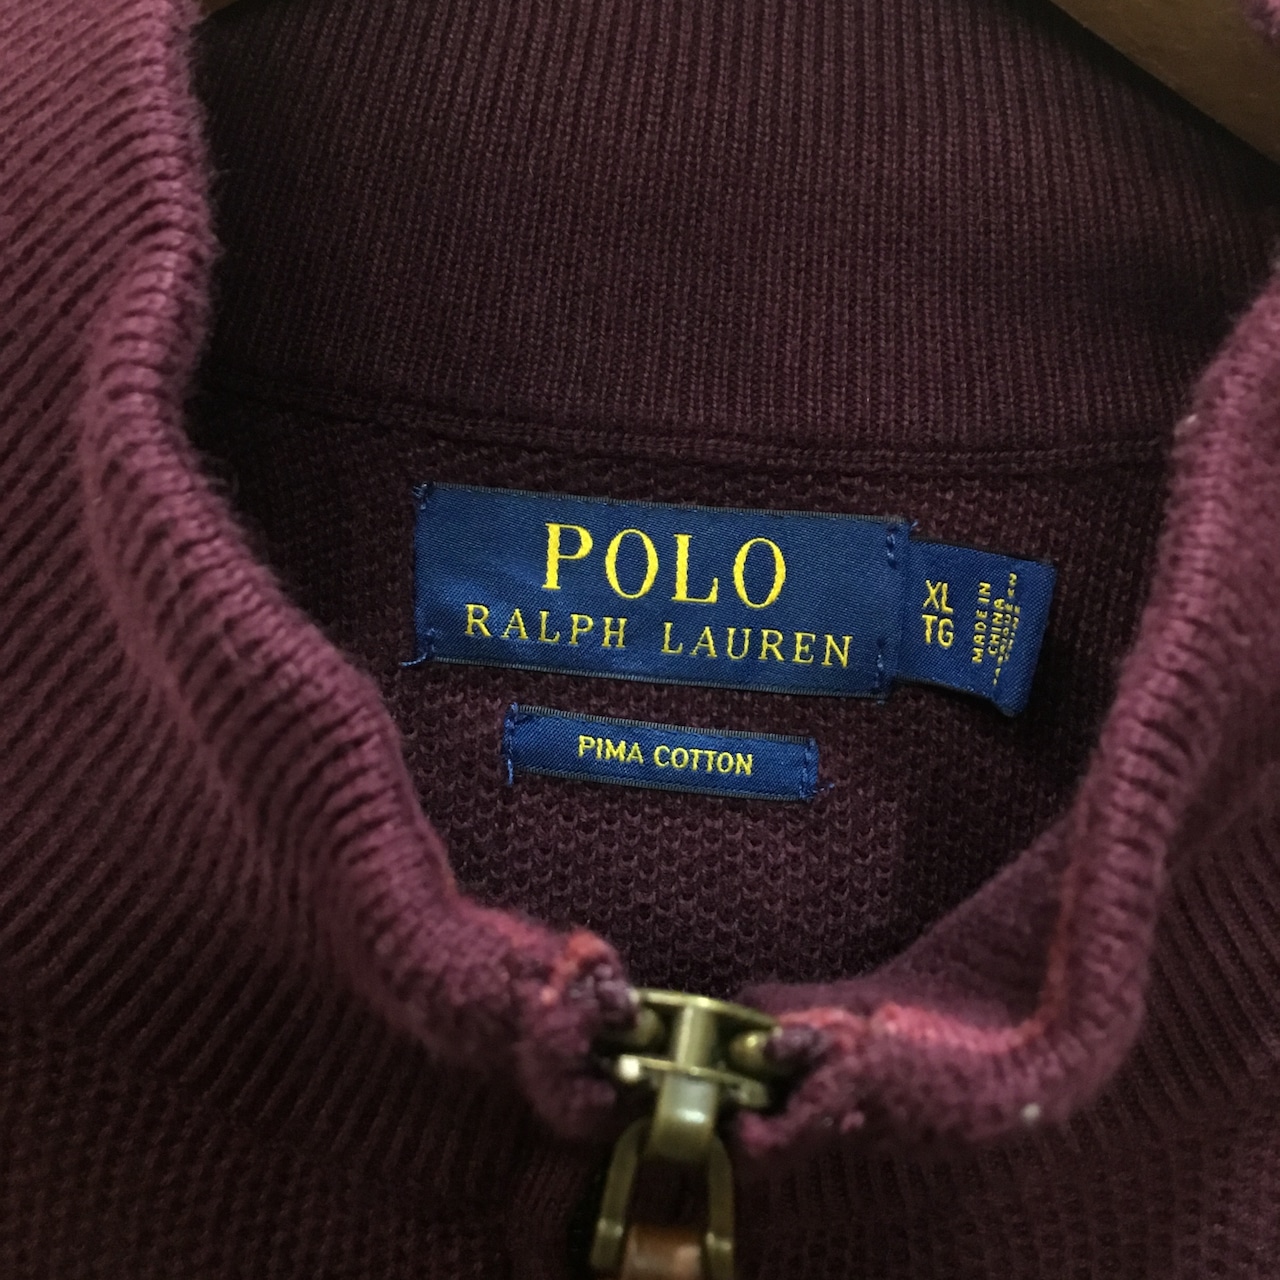 POLO
RALPH LAUREN
XL
TG
MADE IN
CHINA
PIMA COTTON